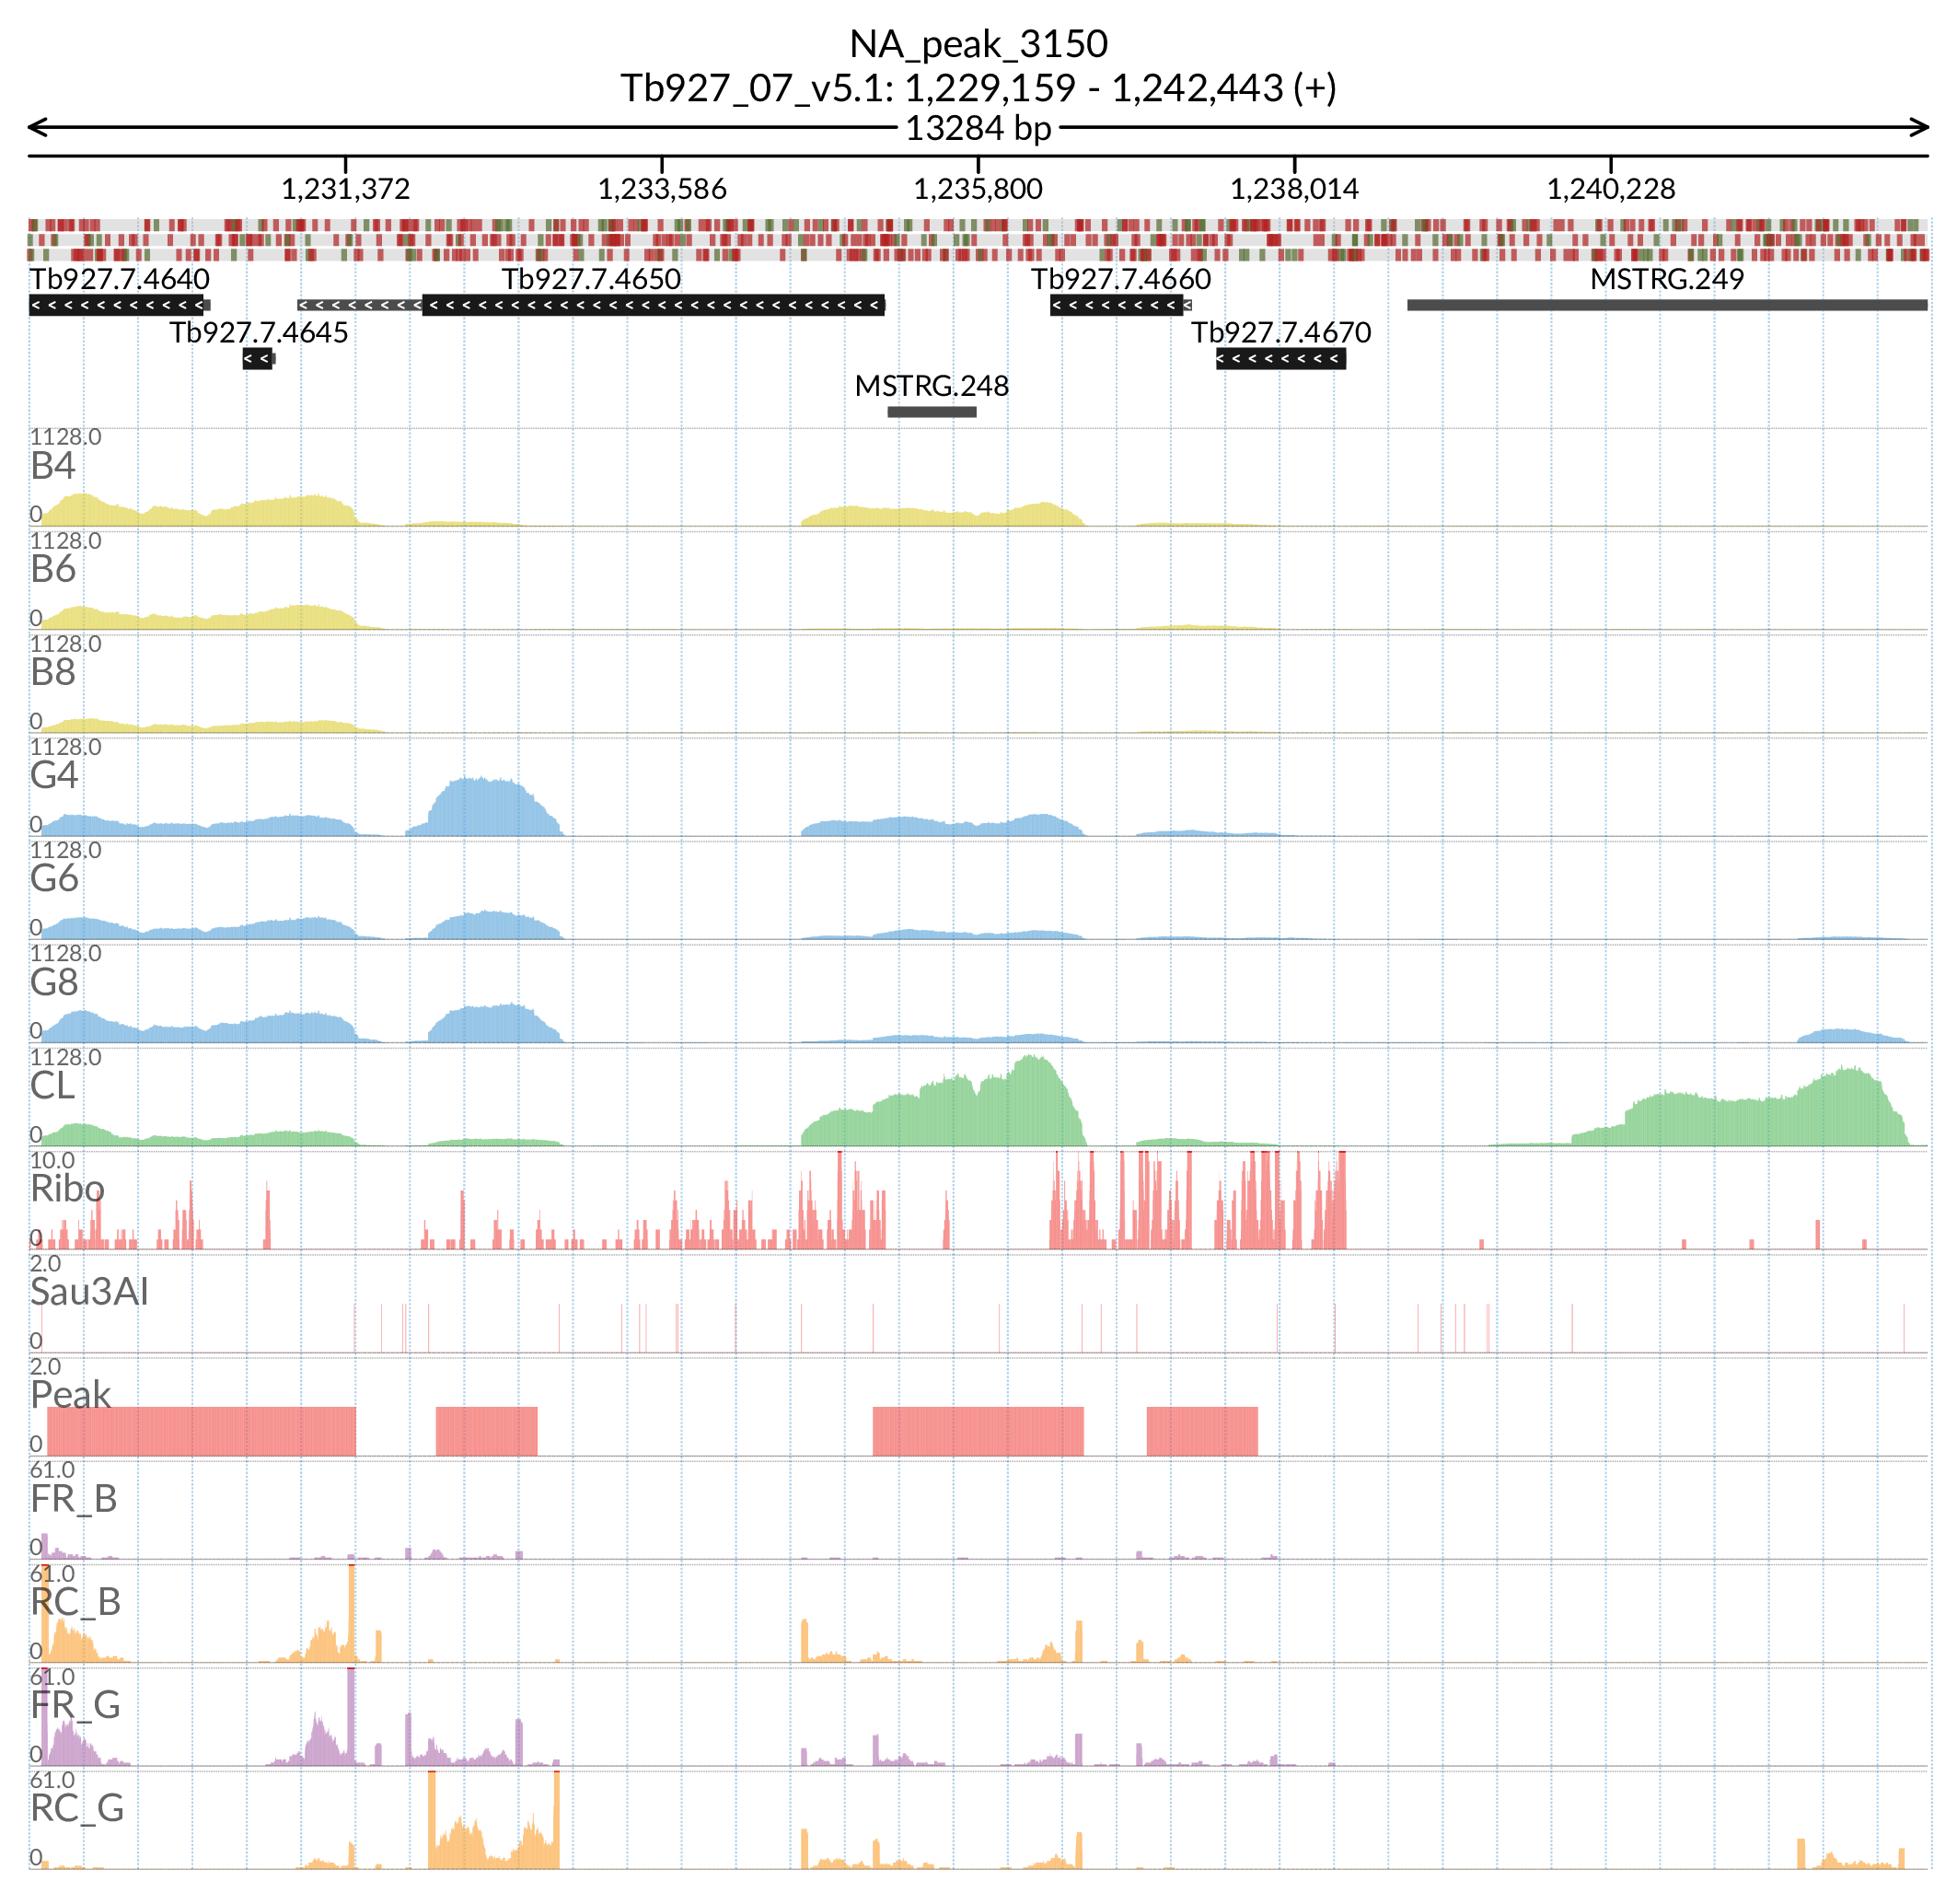 NA_peak_3150
Tb927_07_v5.1: 1,229,159 - 1,242,443 (+)
13284 bp
1,231,372 1,233,586 1,235,800 1,238,014 1,240,228
Tb927.7.4640 Tb927.7.4650 Tb927.7.4660 MSTRG.249
Tb927.7.4645 Tb927.7.4670
MSTRG.248
1128.0
B4
0
1128.0
B6
0
1128.0
B8
0
1128.0
G4
0
1128.0
G6
0
1128.0
G8
0
1128.0
CL
0
10.0
Ribo
0
2.0
Sau3AI
0
2.0
Peak
0
61.0
FR_B
0
61.0
RC_B
0
61.0
FR_G
0
61.0
RC_G
0